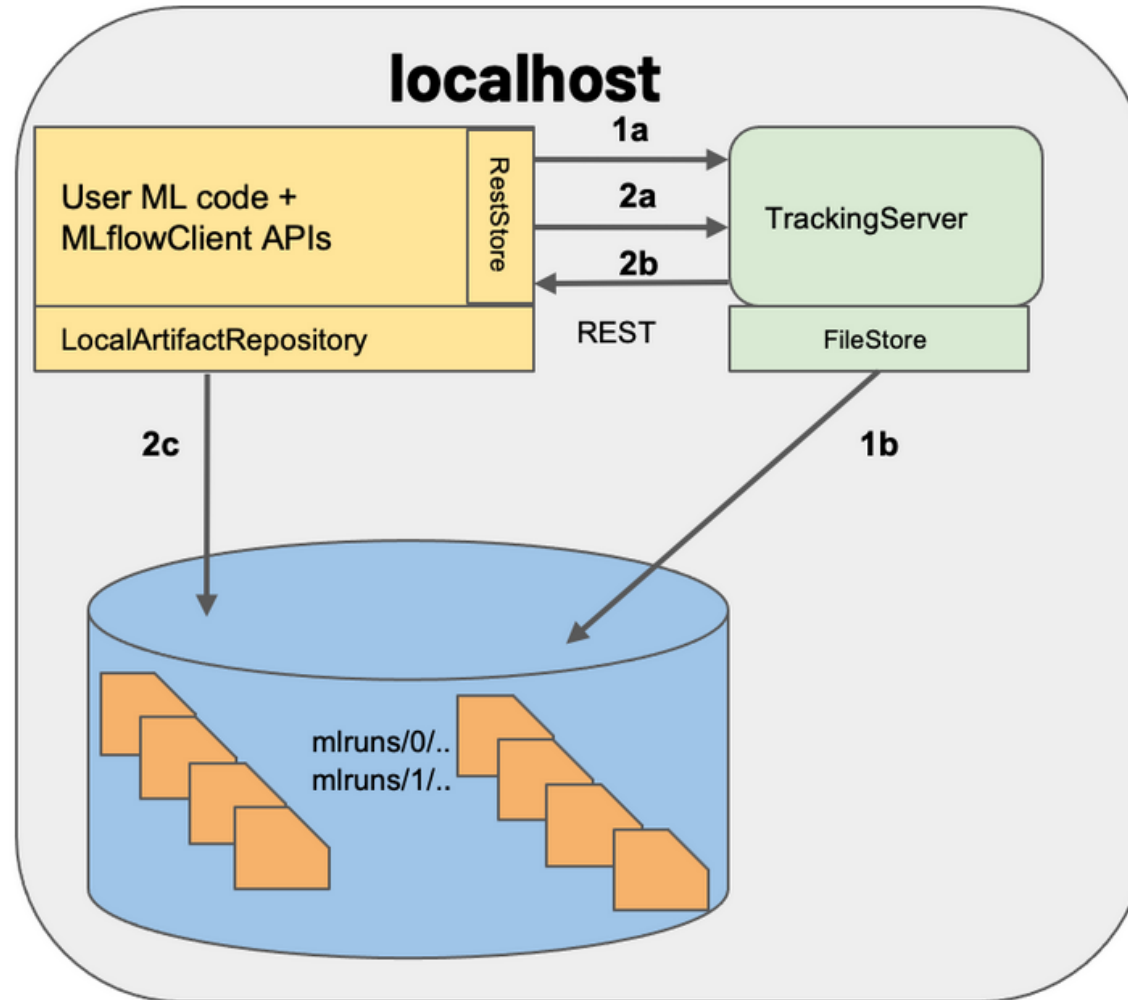 localhost
1a
User ML code +
MLflowClient APIs
RestStore
2a
TrackingServer
2b
LocalArtifactRepository
REST
FileStore
2c
1b
mlruns/0/..
mlruns/1/..